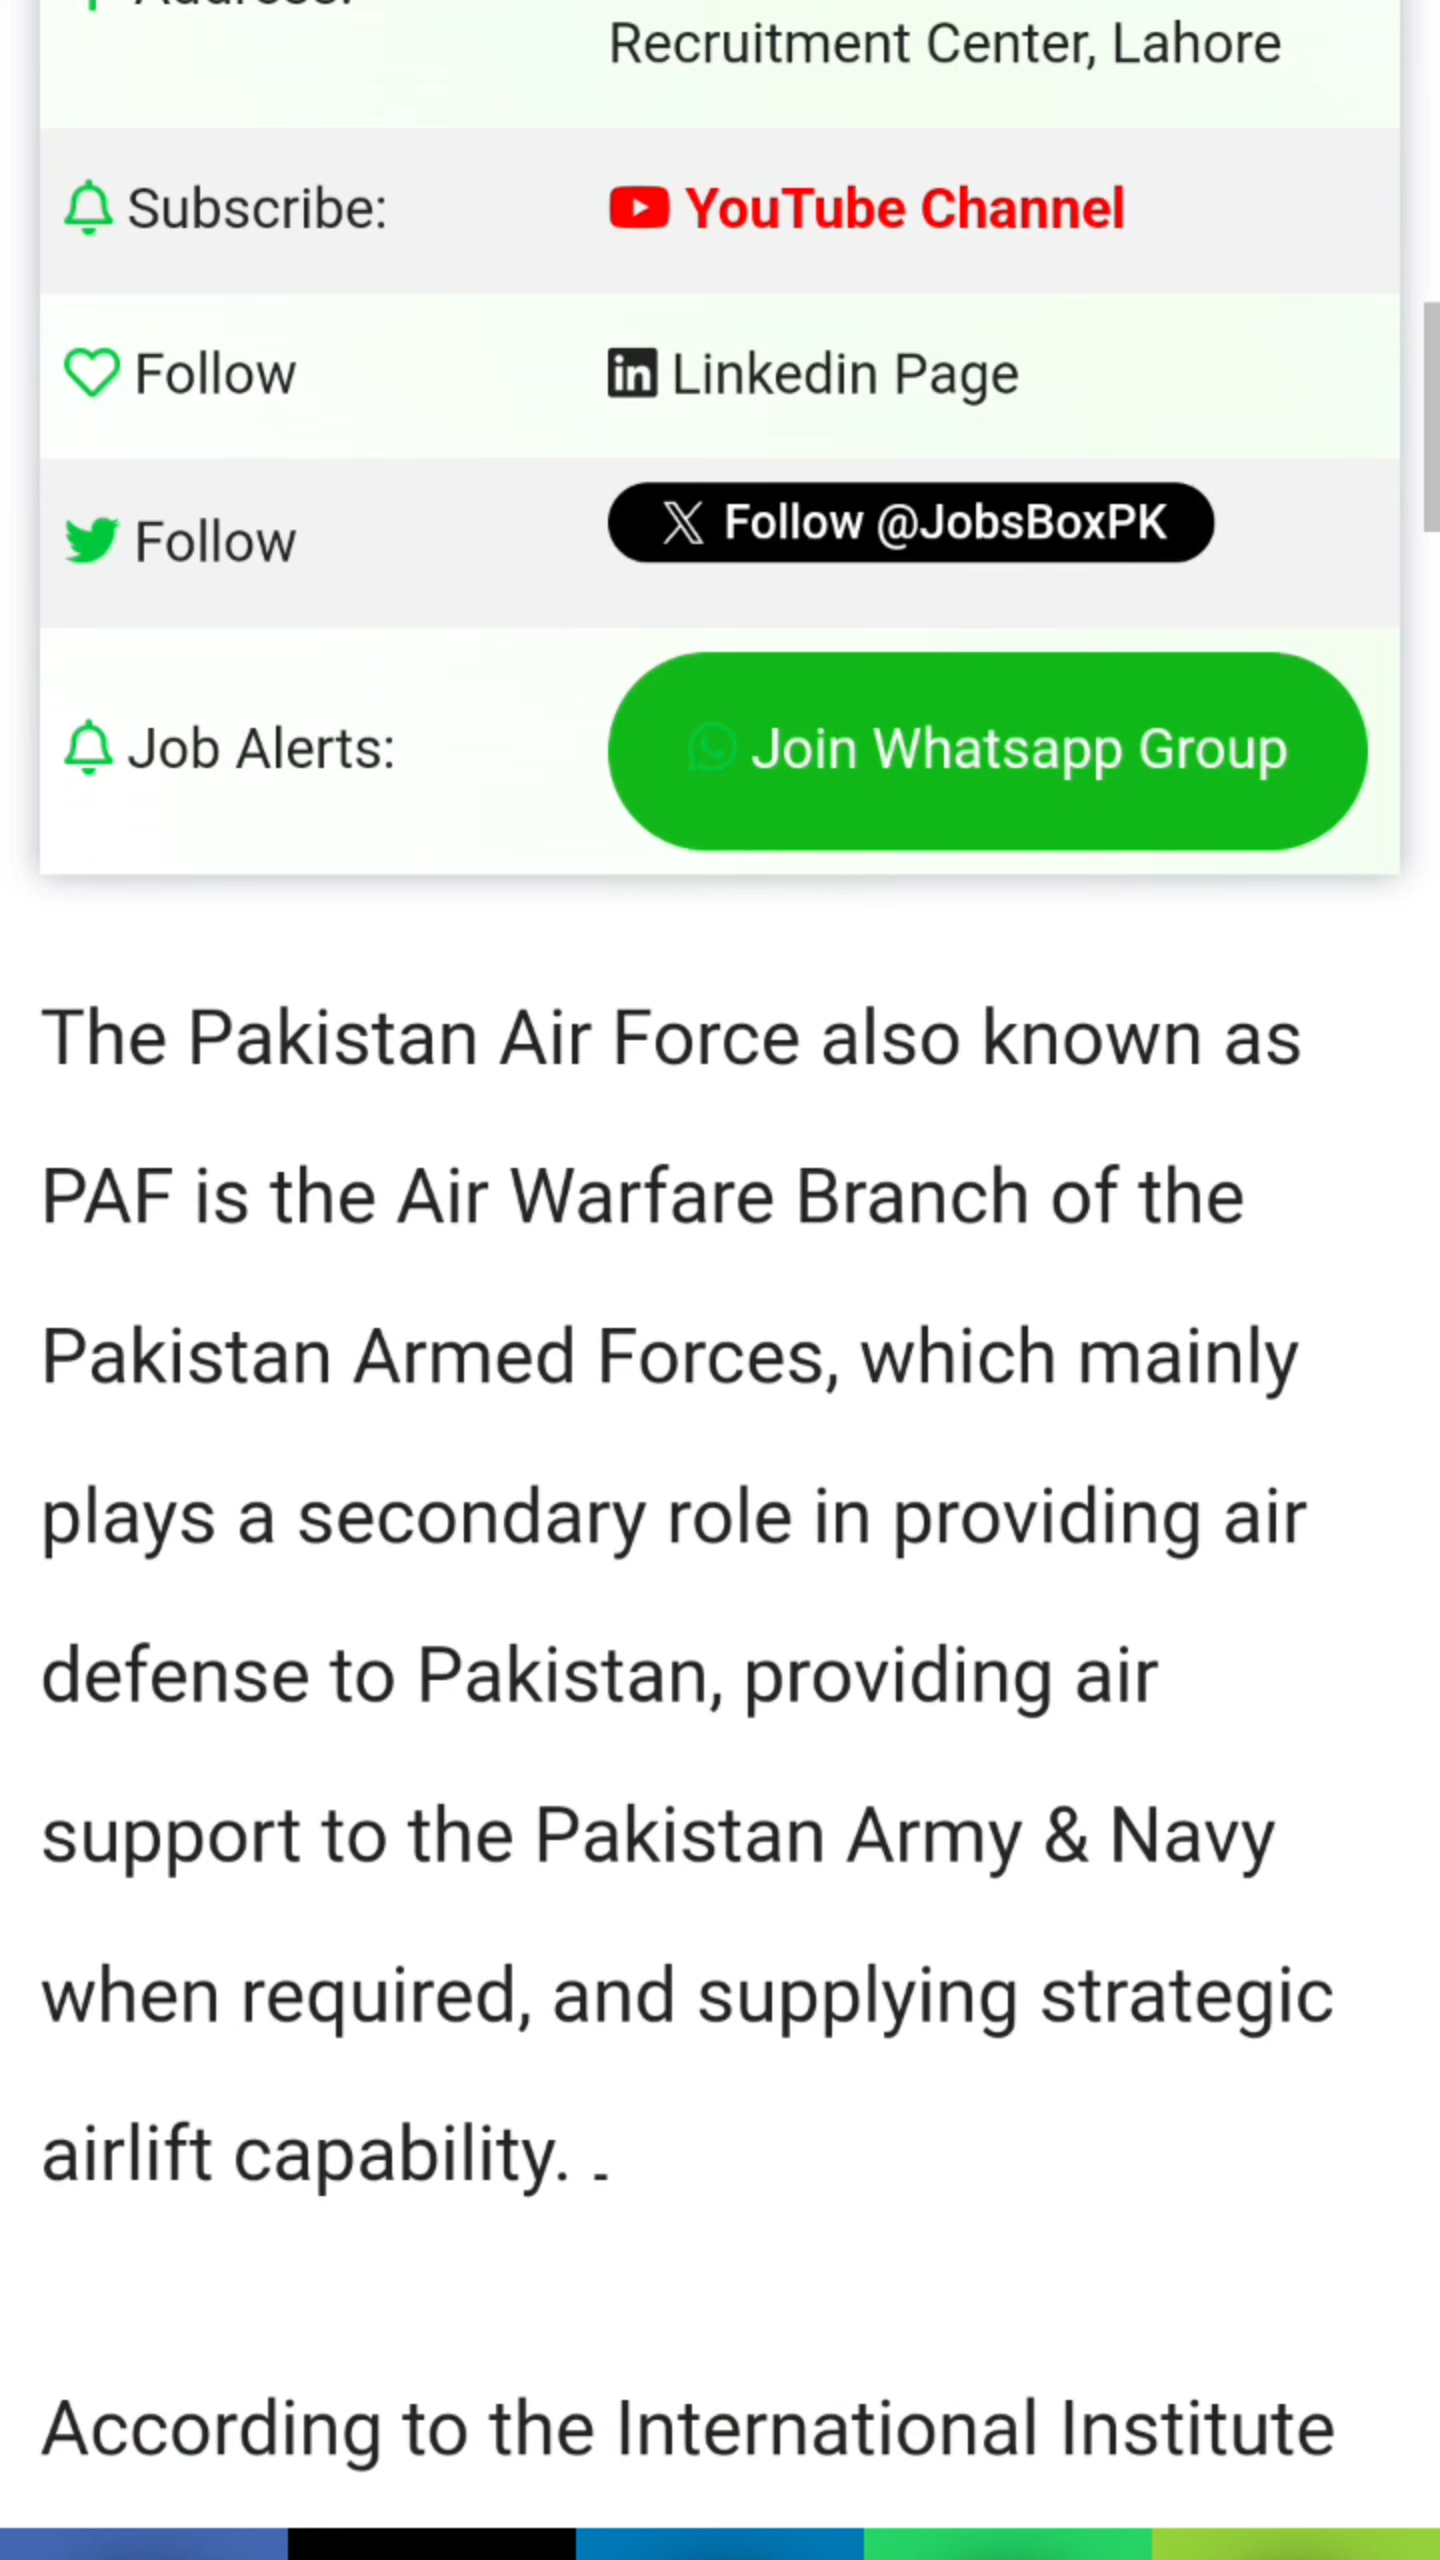 Address:
Recruitment Center, Lahore
Subscribe: YouTube Channel
Follow in Linkedin Page
Follow X Follow @JobsBoxPK
Job Alerts: Join Whatsapp Group
The Pakistan Air Force also known as
PAF is the Air Warfare Branch of the
Pakistan Armed Forces, which mainly
plays a secondary role in providing air
defense to Pakistan, providing air
support to the Pakistan Army & Navy
when required, and supplying strategic
airlift capability. -
According to the International Institute